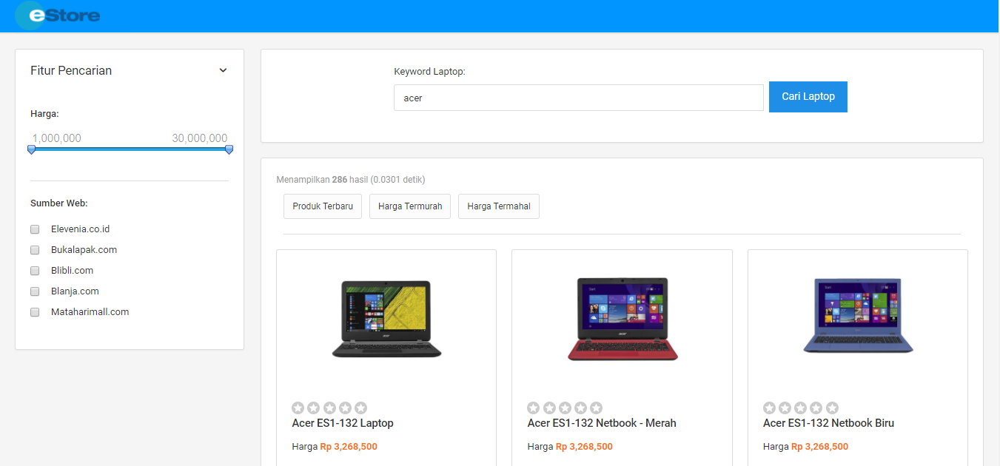 eStore
Fitur Pencarian
Harga:
1,000,000 30,000,000
Sumber Web:
Elevenia.co.id
Bukalapak.com
Blibli.com
Blanja.com
Mataharimall.com
Keyword Laptop:
acer
Cari Laptop
Menampilkan 286 hasil (0.0301 detik)
Produk Terbaru Harga Termurah Harga Termahal
Acer ES1-132 Laptop
Harga Rp 3,268,500
Acer ES1-132 Netbook - Merah
Harga Rp 3,268,500
Acer ES1-132 Netbook Biru
Harga Rp 3,268,500